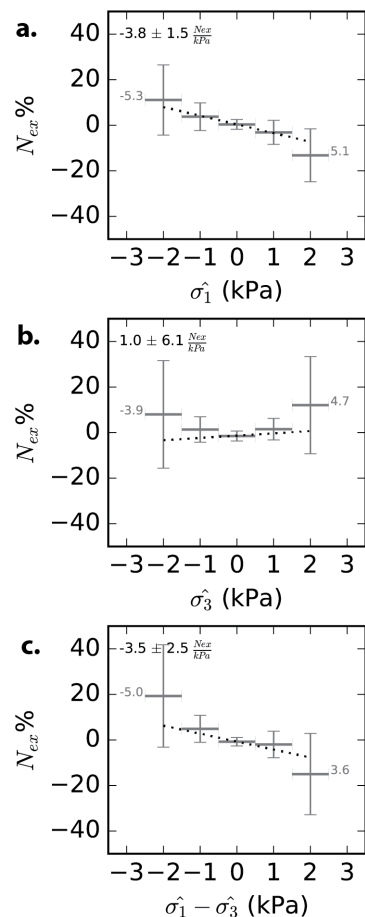 a.
-3.8 ± 1.5 Nex/kPa
40
20
0
−20
−40
Nex%
-5.3
5.1
−3 −2 −1 0 1 2 3
σ̂1 (kPa)
b.
1.0 ± 6.1 Nex/kPa
40
20
0
−20
−40
Nex%
-3.9
4.7
−3 −2 −1 0 1 2 3
σ̂3 (kPa)
c.
-3.5 ± 2.5 Nex/kPa
40
20
0
−20
−40
Nex%
-5.0
3.6
−3 −2 −1 0 1 2 3
σ̂1 − σ̂3 (kPa)